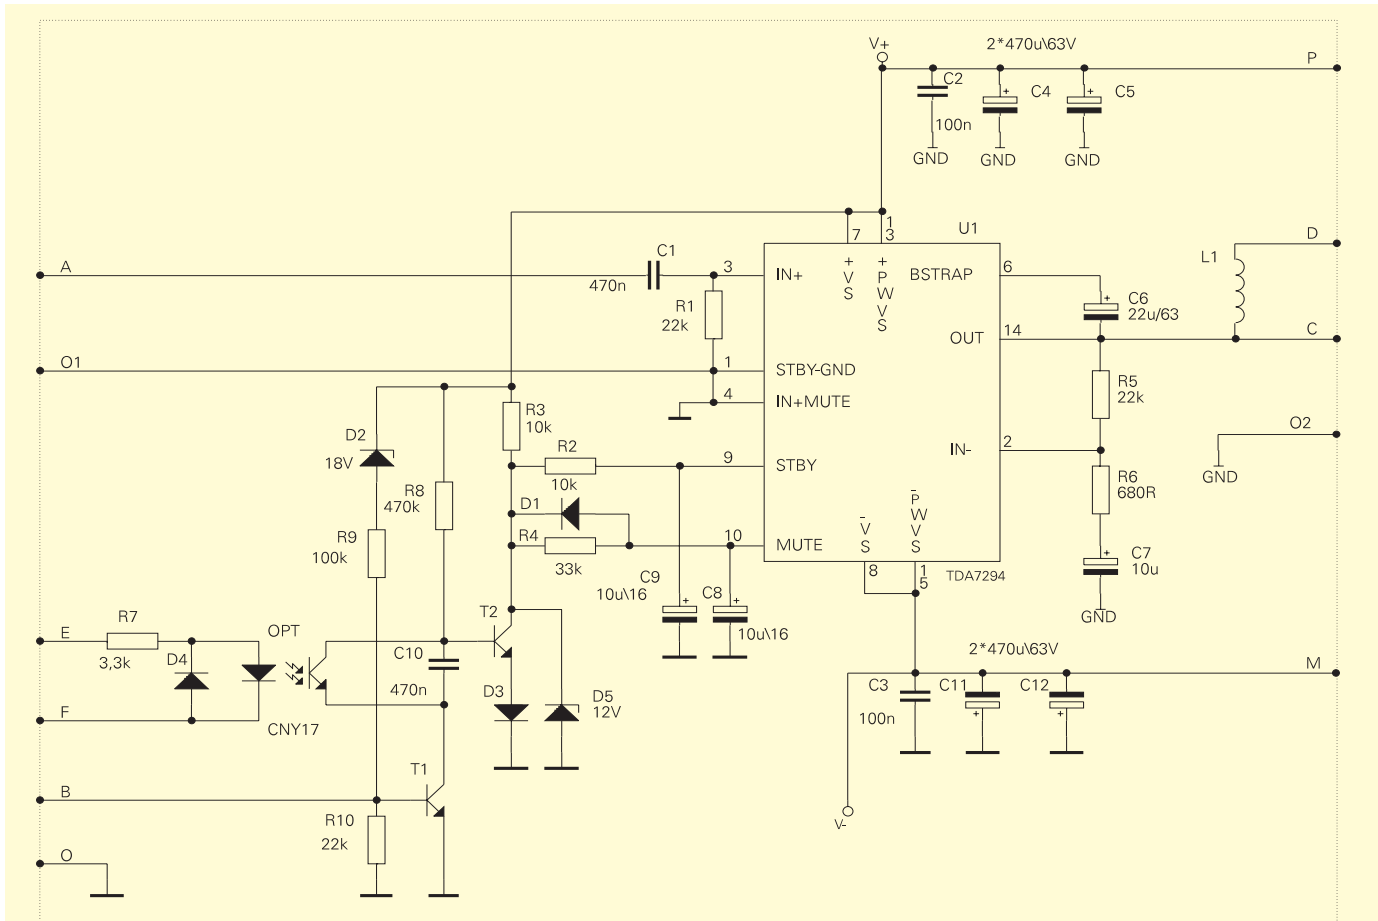 V+
2*470u\63V
P
C2
C4
C5
+
+
100n
GND
GND
GND
1
7
3
U1
D
A
C1
470n
3
IN+
+
V
S
+
P
W
V
S
BSTRAP
6
L1
+
C6
22u/63
R1
22k
OUT
14
C
O1
1
STBY-GND
4
IN+MUTE
R5
22k
R3
10k
O2
D2
18V
R2
10k
9
STBY
IN-
2
GND
R6
680R
R8
470k
D1
-
V
S
-
P
W
V
S
R9
100k
R4
33k
10
MUTE
+
C7
10u
8
1
5
TDA7294
C9
10u\16
+
C8
10u\16
+
GND
E
R7
3,3k
OPT
T2
C10
470n
D4
2*470u\63V
M
D3
D5
12V
C3
100n
C11
+
C12
+
F
CNY17
T1
B
R10
22k
V-
O